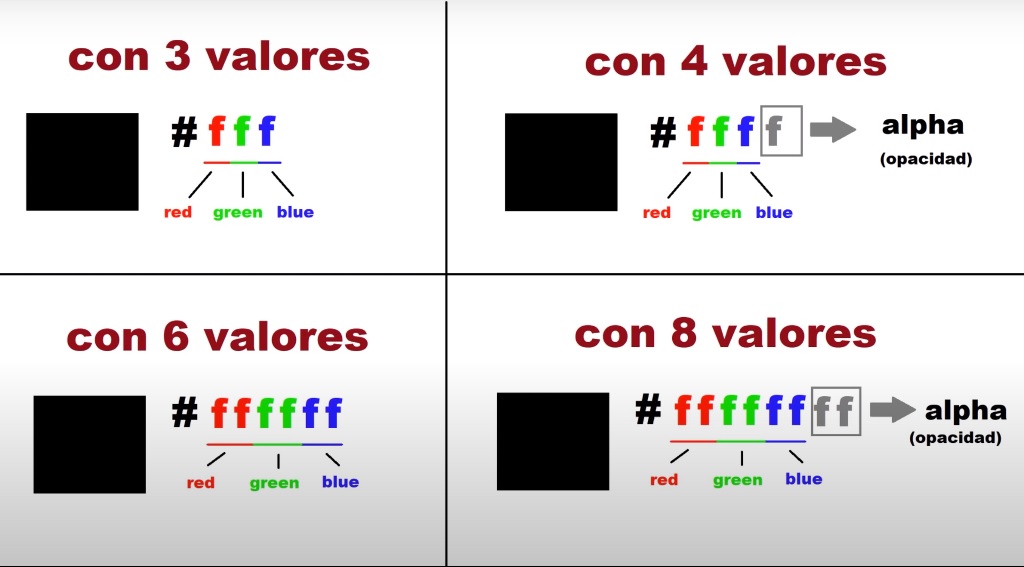 con 3 valores
# f f f
red green blue
con 4 valores
# f f f f
alpha
(opacidad)
red green blue
con 6 valores
# f f f f f f
red green blue
con 8 valores
# f f f f f f f f
alpha
(opacidad)
red green blue